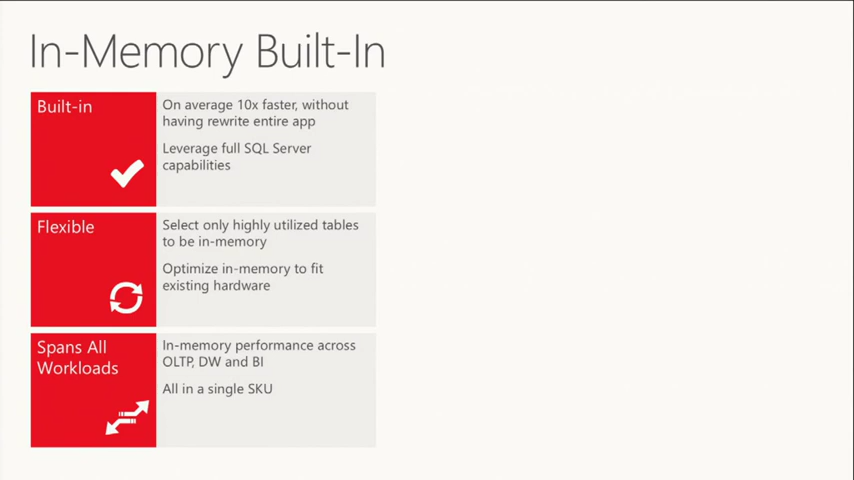 In-Memory Built-In
Built-in
On average 10x faster, without
having rewrite entire app
Leverage full SQL Server
capabilities
Flexible
Select only highly utilized tables
to be in-memory
Optimize in-memory to fit
existing hardware
Spans All
Workloads
In-memory performance across
OLTP, DW and BI
All in a single SKU